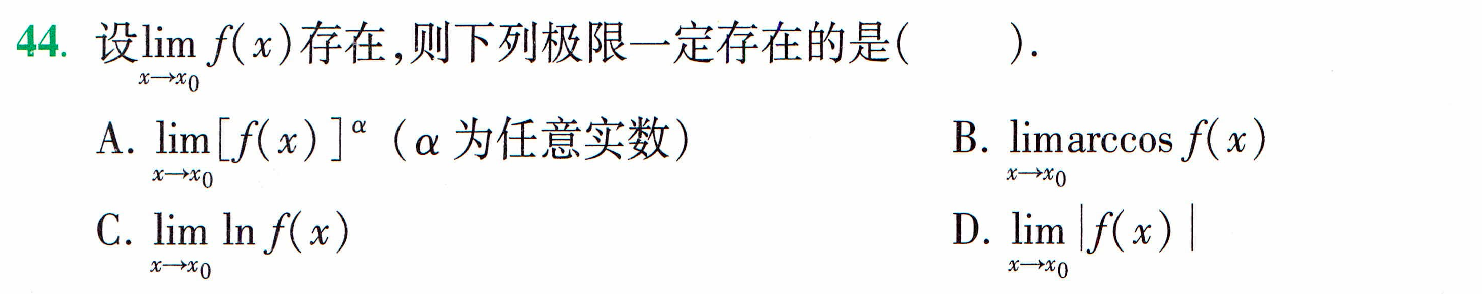 44. 设$\lim\limits_{x \to x_0} f(x)$存在,则下列极限一定存在的是(    ).
A. $\lim\limits_{x \to x_0} [f(x)]^{\alpha}$ (α 为任意实数)    B. $\lim\limits_{x \to x_0} \arccos f(x)$
C. $\lim\limits_{x \to x_0} \ln f(x)$    D. $\lim\limits_{x \to x_0} |f(x)|$